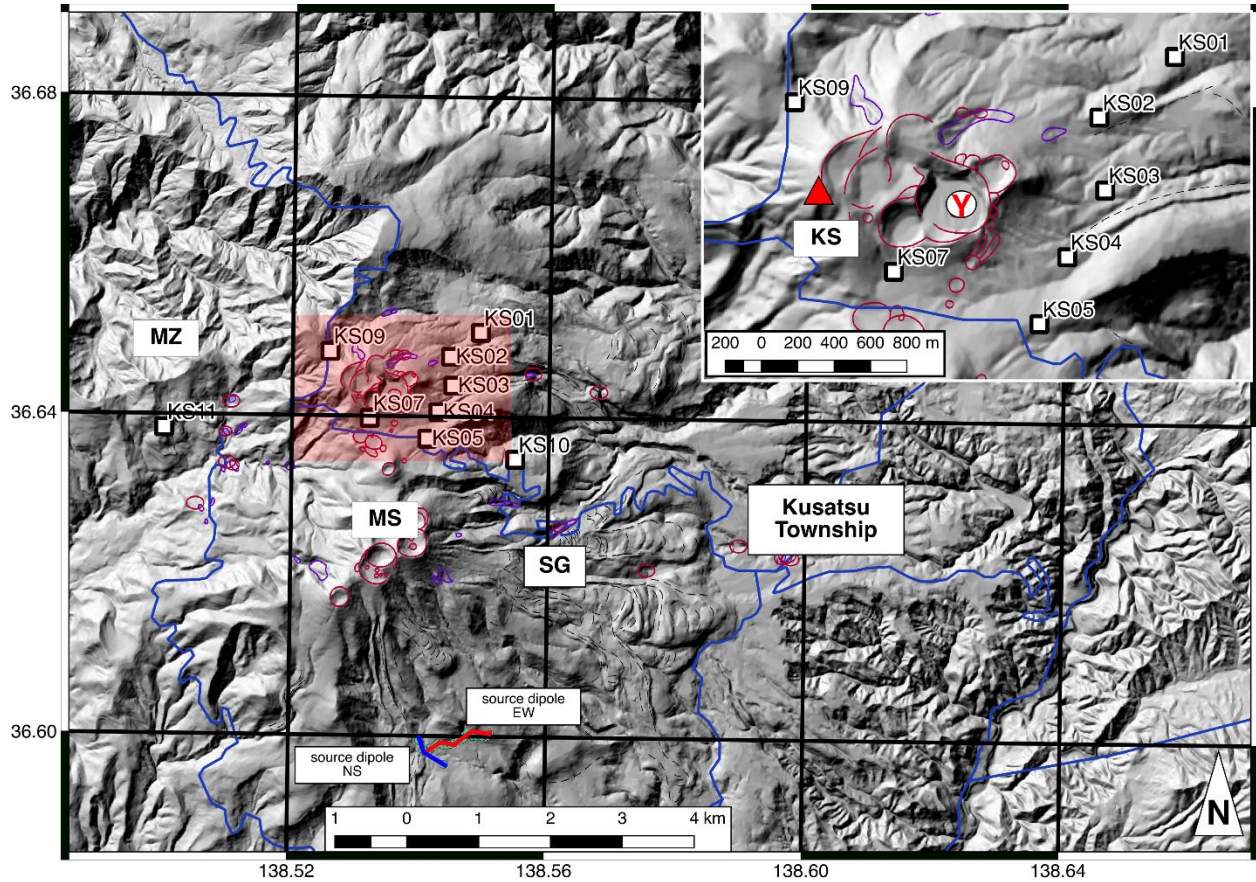 36.68
36.64
36.60
138.52
138.56
138.60
138.64
KS01
KS09
KS02
KS03
KS04
KS07
KS05
KS
Y
200 0 200 400 600 800 m
KS01
KS09
KS02
KS03
KS07
KS04
KS05
KS10
KS11
MZ
MS
SG
Kusatsu
Township
source dipole
EW
source dipole
NS
1 0 1 2 3 4 km
N